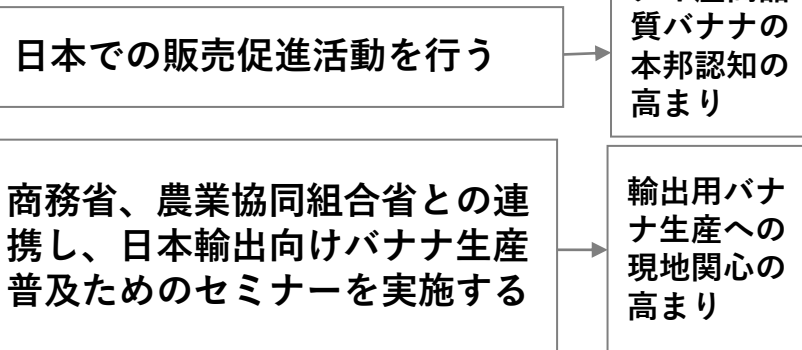 日本での販売促進活動を行う
質バナナの
本邦認知の
高まり
商務省、農業協同組合省との連
携し、日本輸出向けバナナ生産
普及ためのセミナーを実施する
輸出用バナ
ナ生産への
現地関心の
高まり